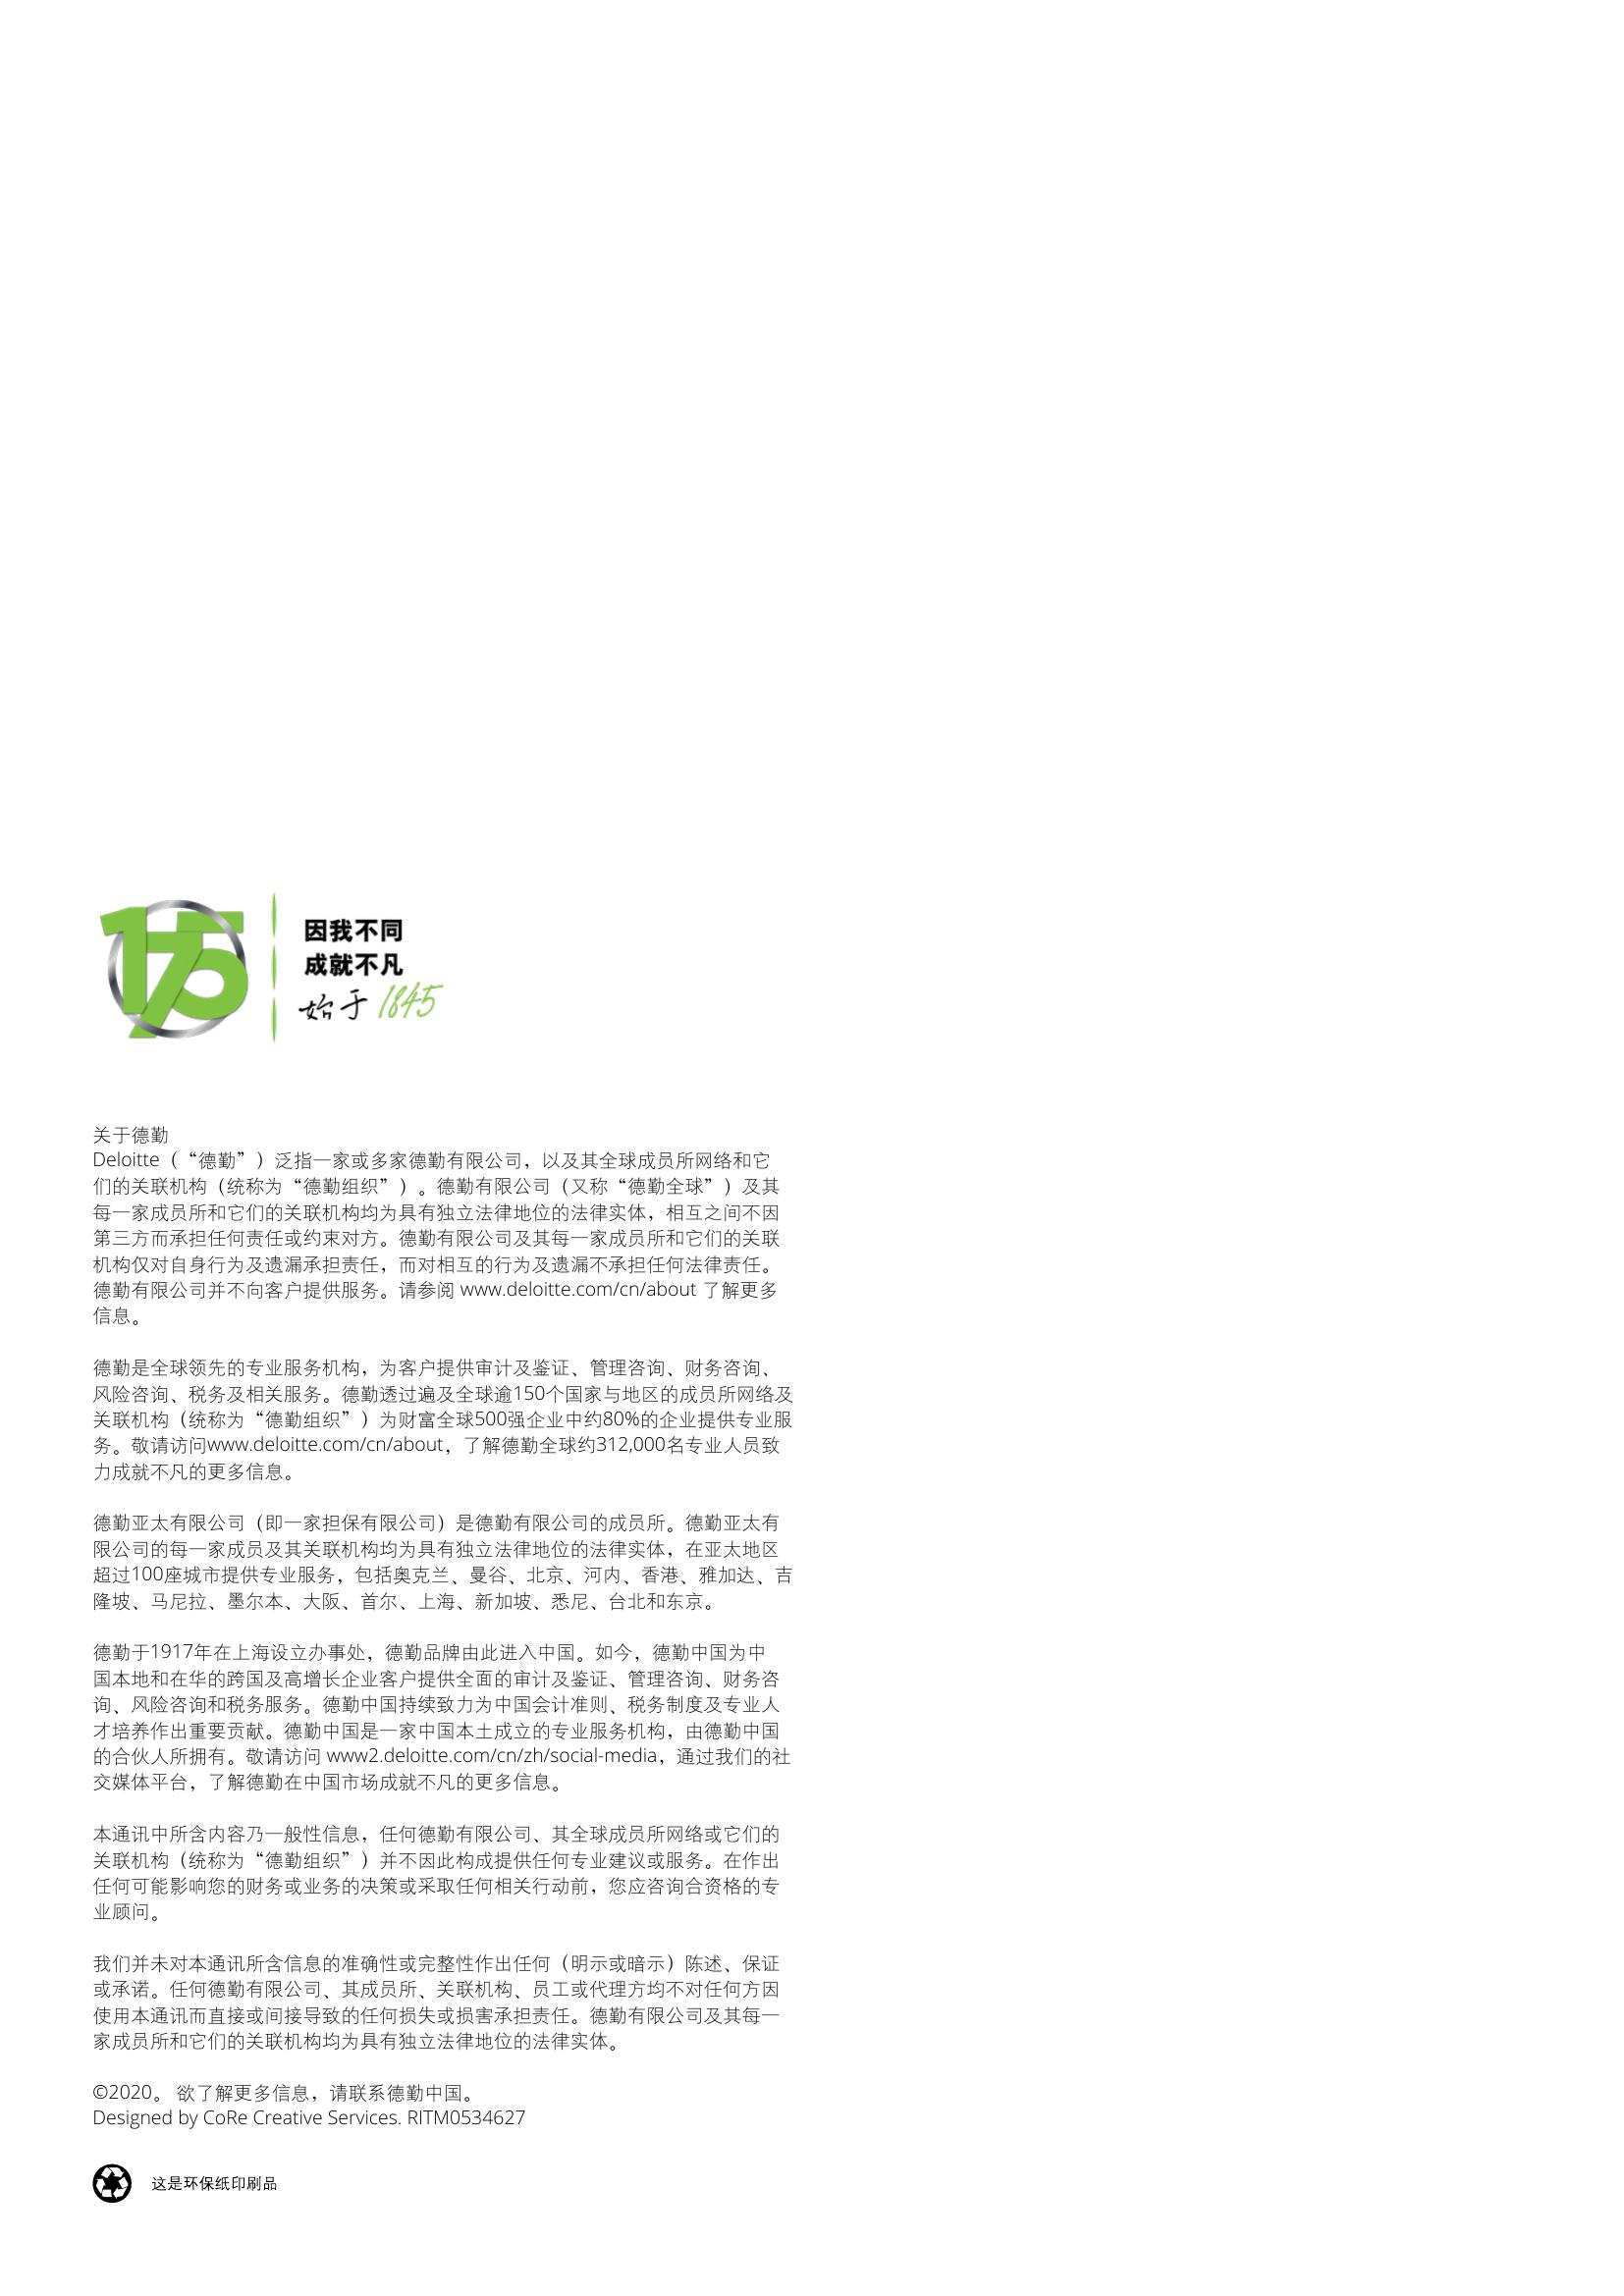 175
因我不同
成就不凡
始于 1845
关于德勤
Deloitte（“德勤”）泛指一家或多家德勤有限公司，以及其全球成员所网络和它
们的关联机构（统称为“德勤组织”）。德勤有限公司（又称“德勤全球”）及其
每一家成员所和它们的关联机构均为具有独立法律地位的法律实体，相互之间不因
第三方而承担任何责任或约束对方。德勤有限公司及其每一家成员所和它们的关联
机构仅对自身行为及遗漏承担责任，而对相互的行为及遗漏不承担任何法律责任。
德勤有限公司并不向客户提供服务。请参阅 www.deloitte.com/cn/about 了解更多
信息。
德勤是全球领先的专业服务机构，为客户提供审计及鉴证、管理咨询、财务咨询、
风险咨询、税务及相关服务。德勤透过遍及全球逾150个国家与地区的成员所网络及
关联机构（统称为“德勤组织”）为财富全球500强企业中约80%的企业提供专业服
务。敬请访问www.deloitte.com/cn/about，了解德勤全球约312,000名专业人员致
力成就不凡的更多信息。
德勤亚太有限公司（即一家担保有限公司）是德勤有限公司的成员所。德勤亚太有
限公司的每一家成员及其关联机构均为具有独立法律地位的法律实体，在亚太地区
超过100座城市提供专业服务，包括奥克兰、曼谷、北京、河内、香港、雅加达、吉
隆坡、马尼拉、墨尔本、大阪、首尔、上海、新加坡、悉尼、台北和东京。
德勤于1917年在上海设立办事处，德勤品牌由此进入中国。如今，德勤中国为中
国本地和在华的跨国及高增长企业客户提供全面的审计及鉴证、管理咨询、财务咨
询、风险咨询和税务服务。德勤中国持续致力为中国会计准则、税务制度及专业人
才培养作出重要贡献。德勤中国是一家中国本土成立的专业服务机构，由德勤中国
的合伙人所拥有。敬请访问 www2.deloitte.com/cn/zh/social-media，通过我们的社
交媒体平台，了解德勤在中国市场成就不凡的更多信息。
本通讯中所含内容乃一般性信息，任何德勤有限公司、其全球成员所网络或它们的
关联机构（统称为“德勤组织”）并不因此构成提供任何专业建议或服务。在作出
任何可能影响您的财务或业务的决策或采取任何相关行动前，您应咨询合资格的专
业顾问。
我们并未对本通讯所含信息的准确性或完整性作出任何（明示或暗示）陈述、保证
或承诺。任何德勤有限公司、其成员所、关联机构、员工或代理方均不对任何方因
使用本通讯而直接或间接导致的任何损失或损害承担责任。德勤有限公司及其每一
家成员所和它们的关联机构均为具有独立法律地位的法律实体。
©2020。 欲了解更多信息，请联系德勤中国。
Designed by CoRe Creative Services. RITM0534627
这是环保纸印刷品